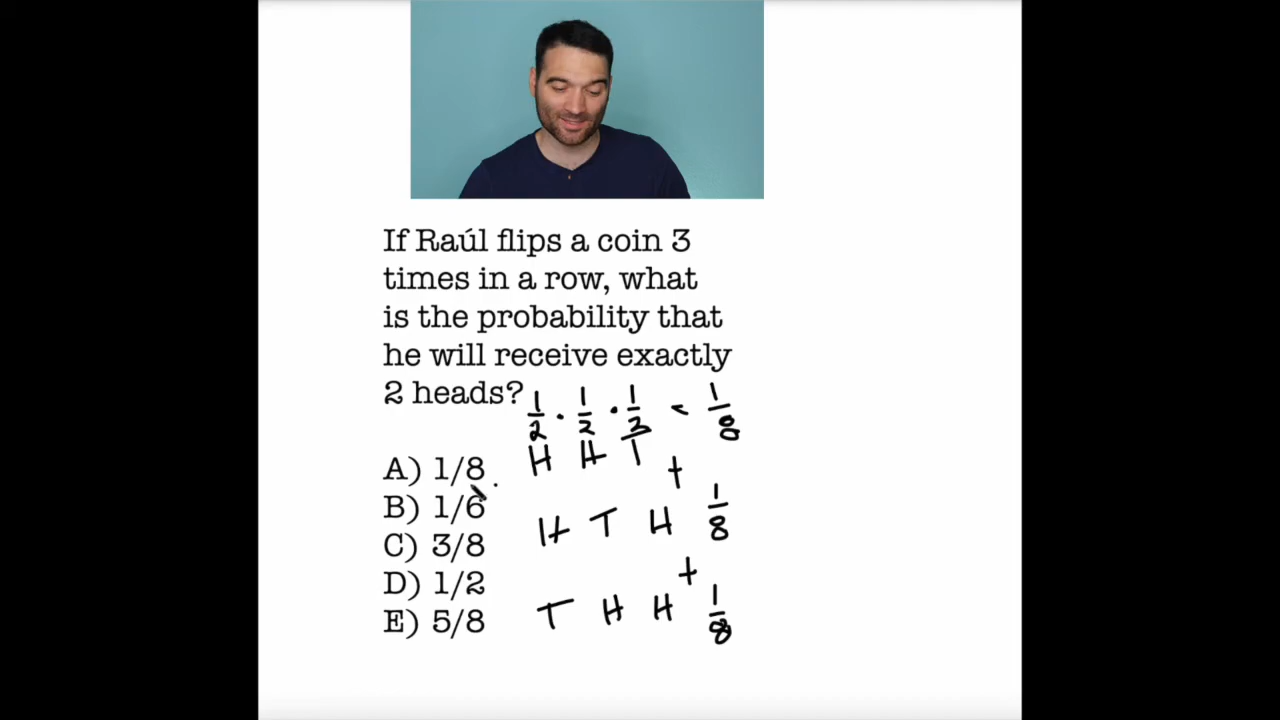 If Raúl flips a coin 3
times in a row, what
is the probability that
he will receive exactly
2 heads?
1/2 · 1/2 · 1/2 = 1/8
A) 1/8
H H T +
B) 1/6
H T H 1/8
C) 3/8
+
D) 1/2
T H H 1/8
E) 5/8